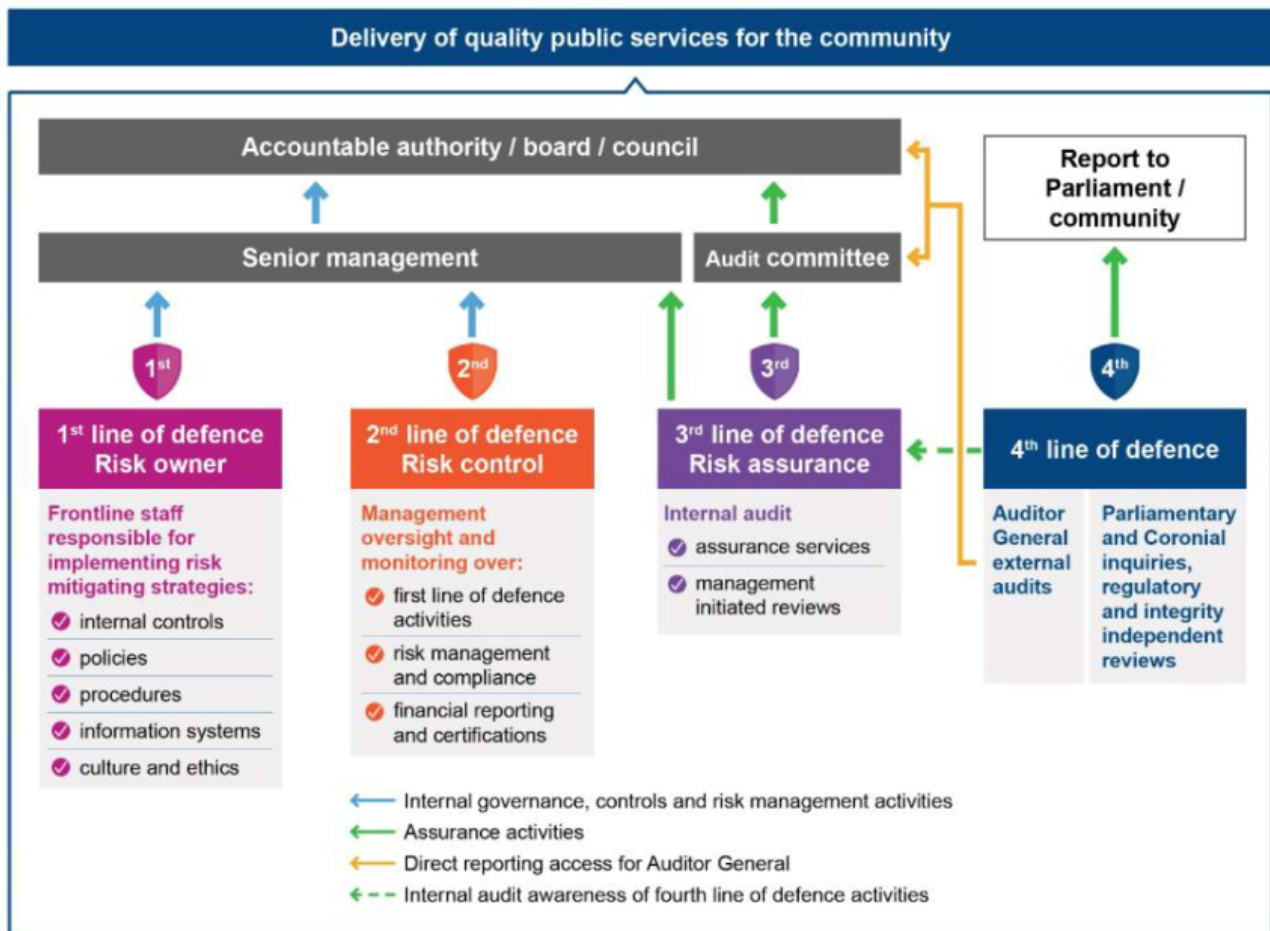 Delivery of quality public services for the community
Accountable authority / board / council
Report to
Parliament /
community
Senior management
Audit committee
1st
2nd
3rd
4th
1st line of defence
Risk owner
Frontline staff
responsible for
implementing risk
mitigating strategies:
internal controls
policies
procedures
information systems
culture and ethics
2nd line of defence
Risk control
Management
oversight and
monitoring over:
first line of defence
activities
risk management
and compliance
financial reporting
and certifications
3rd line of defence
Risk assurance
Internal audit
assurance services
management
initiated reviews
4th line of defence
Auditor
General
external
audits
Parliamentary
and Coronial
inquiries,
regulatory
and integrity
independent
reviews
Internal governance, controls and risk management activities
Assurance activities
Direct reporting access for Auditor General
Internal audit awareness of fourth line of defence activities